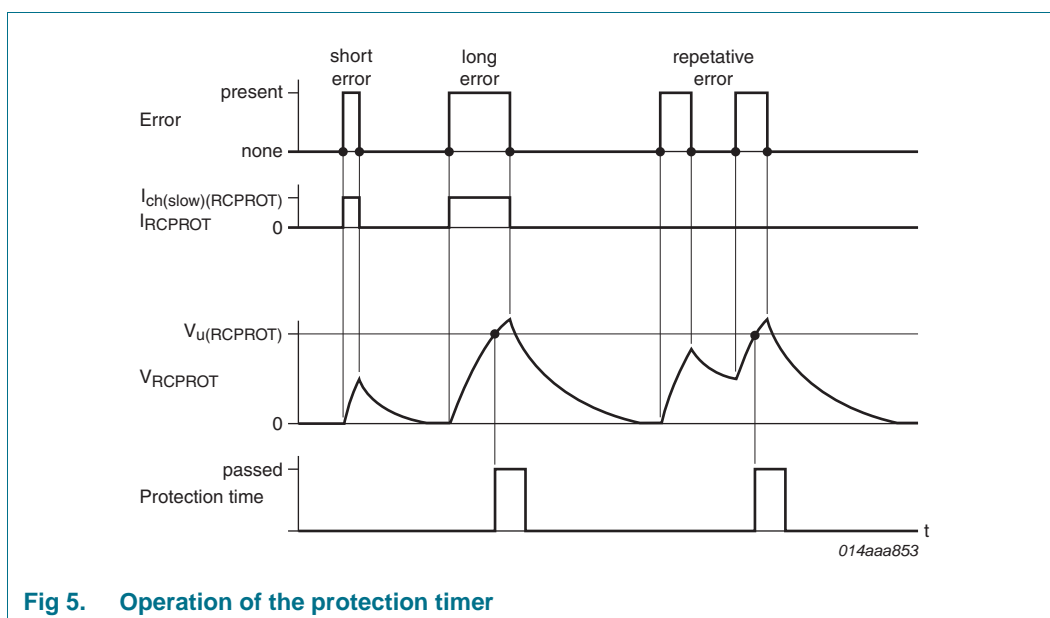 short
error
long
error
repetative
error
present
Error
none
Ich(slow)(RCPROT)
IRCPROT
0
Vu(RCPROT)
VRCPROT
0
passed
Protection time
t
014aaa853
Fig 5. Operation of the protection timer